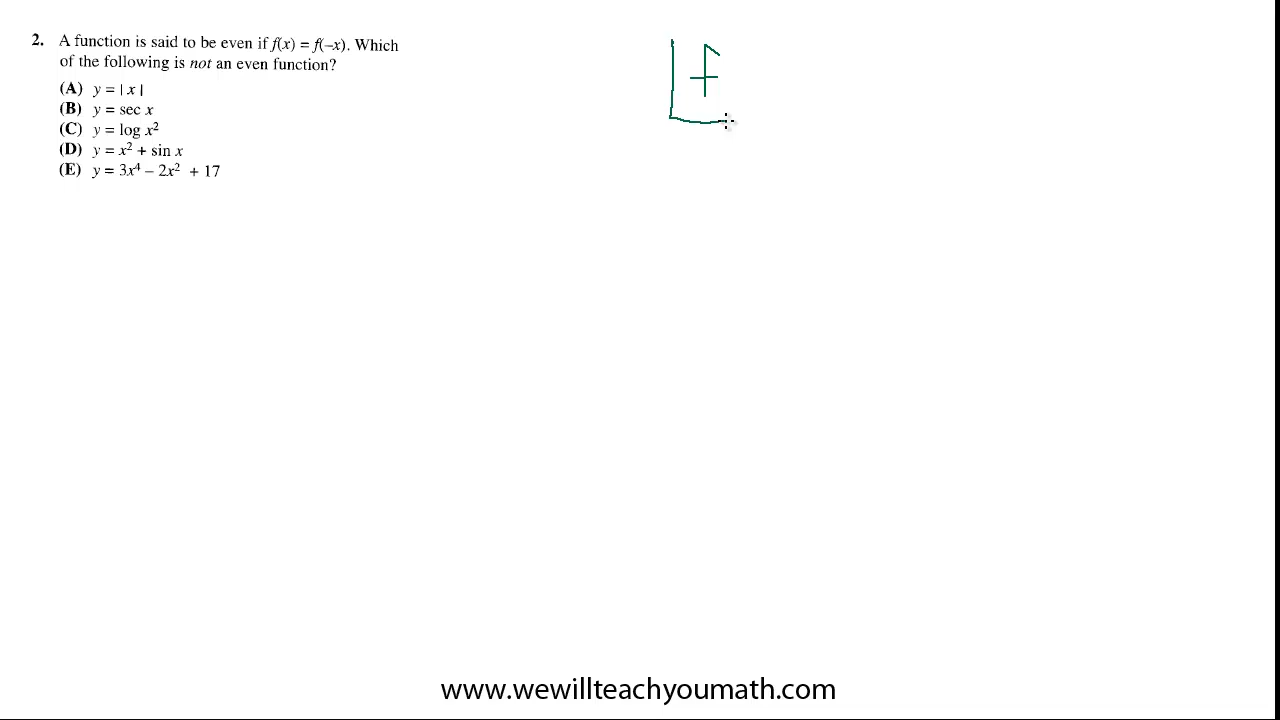 2. A function is said to be even if f(x) = f(–x). Which
of the following is not an even function?
(A) y = | x |
(B) y = sec x
(C) y = log x²
(D) y = x² + sin x
(E) y = 3x⁴ – 2x² + 17
f
www.wewillteachyoumath.com